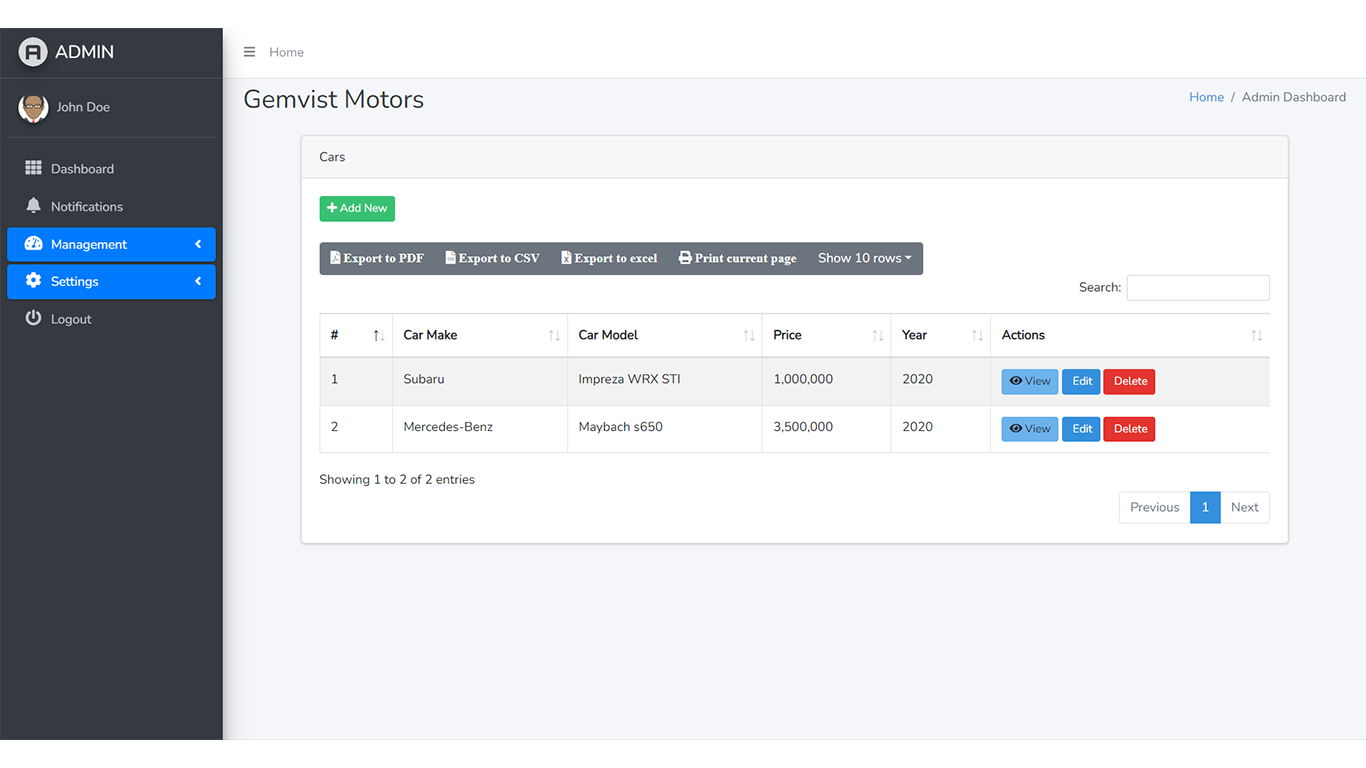 ADMIN
Home
Gemvist Motors
Home / Admin Dashboard
John Doe
Dashboard
Notifications
Management
Settings
Logout
Cars
Add New
Export to PDF Export to CSV Export to excel Print current page Show 10 rows
Search:
# Car Make Car Model Price Year Actions
1 Subaru Impreza WRX STI 1,000,000 2020 View Edit Delete
2 Mercedes-Benz Maybach s650 3,500,000 2020 View Edit Delete
Showing 1 to 2 of 2 entries
Previous 1 Next